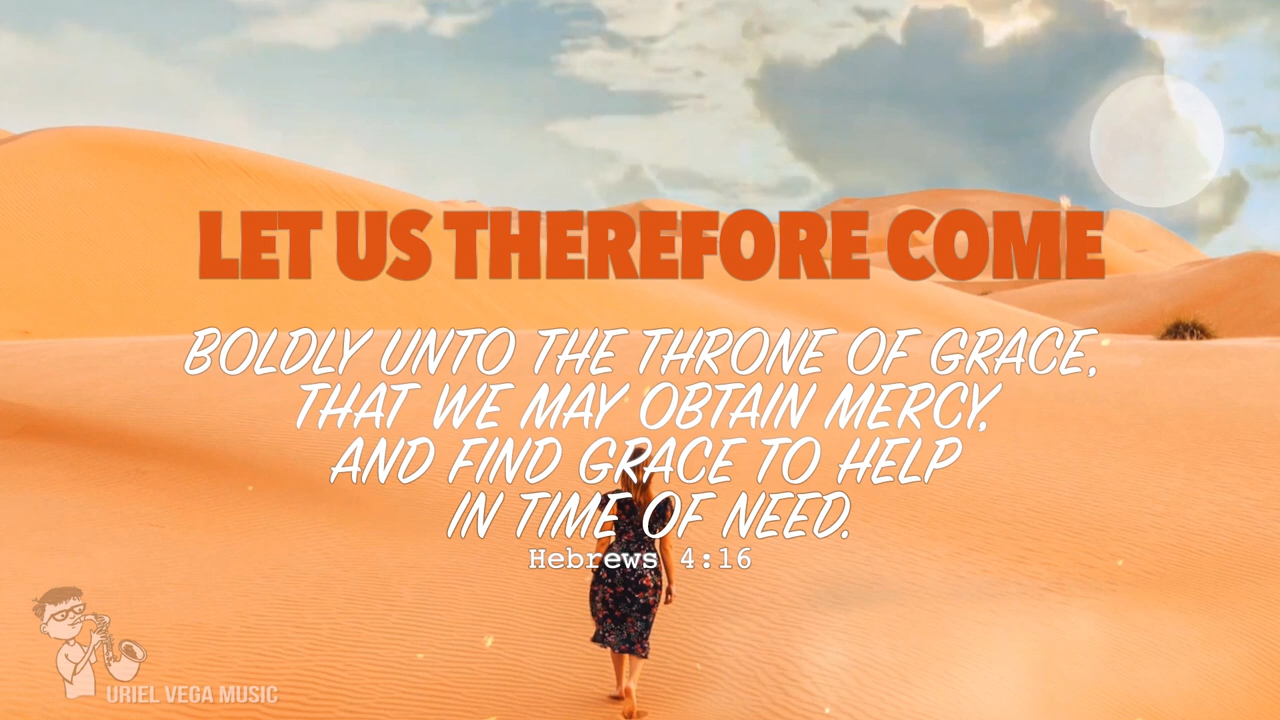 LET US THEREFORE COME
BOLDLY UNTO THE THRONE OF GRACE,
THAT WE MAY OBTAIN MERCY,
AND FIND GRACE TO HELP
IN TIME OF NEED.
Hebrews 4:16
URIEL VEGA MUSIC